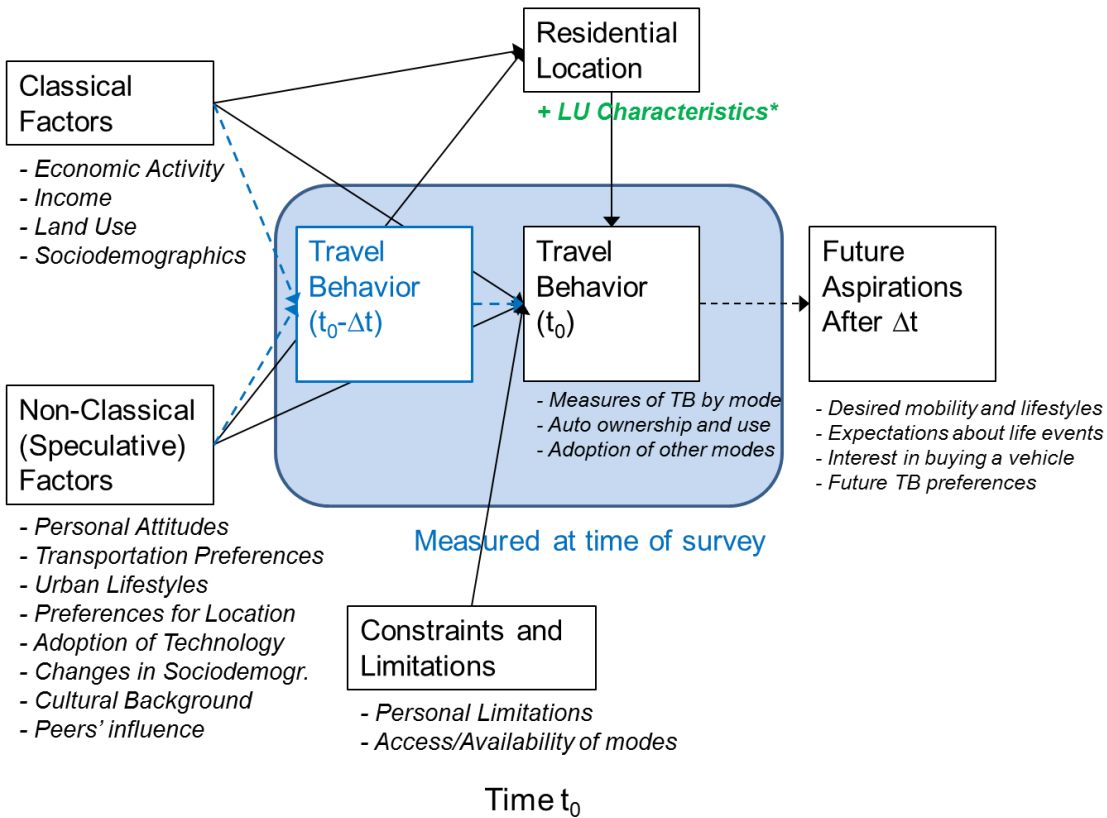 Residential
Location
+ LU Characteristics*
Classical
Factors
- Economic Activity
- Income
- Land Use
- Sociodemographics
Travel
Behavior
(t₀-Δt)
Travel
Behavior
(t₀)
- Measures of TB by mode
- Auto ownership and use
- Adoption of other modes
Future
Aspirations
After Δt
- Desired mobility and lifestyles
- Expectations about life events
- Interest in buying a vehicle
- Future TB preferences
Non-Classical
(Speculative)
Factors
- Personal Attitudes
- Transportation Preferences
- Urban Lifestyles
- Preferences for Location
- Adoption of Technology
- Changes in Sociodemogr.
- Cultural Background
- Peers’ influence
Measured at time of survey
Constraints and
Limitations
- Personal Limitations
- Access/Availability of modes
Time t₀